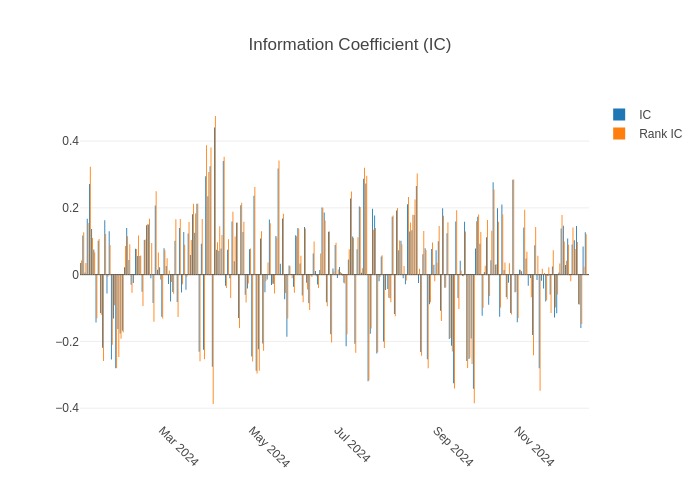 Information Coefficient (IC)
IC
Rank IC
0.4
0.2
0
−0.2
−0.4
Mar 2024
May 2024
Jul 2024
Sep 2024
Nov 2024